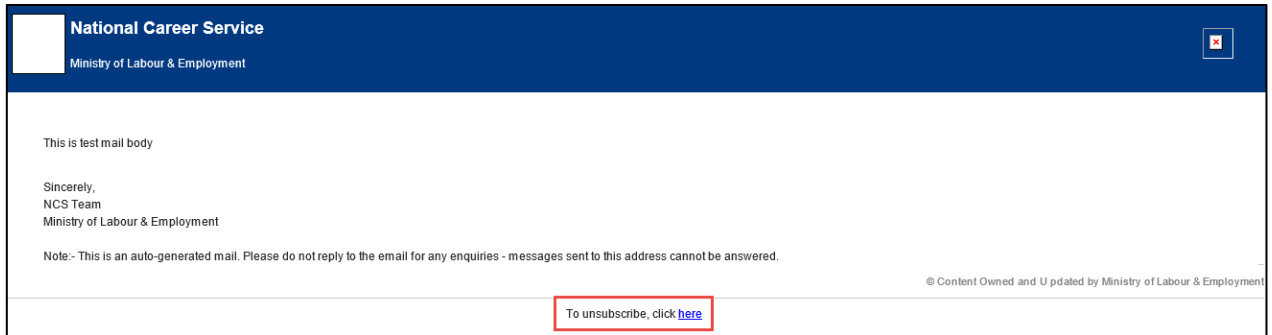 National Career Service
Ministry of Labour & Employment
This is test mail body
Sincerely,
NCS Team
Ministry of Labour & Employment
Note:- This is an auto-generated mail. Please do not reply to the email for any enquiries - messages sent to this address cannot be answered.
© Content Owned and U pdated by Ministry of Labour & Employment
To unsubscribe, click here